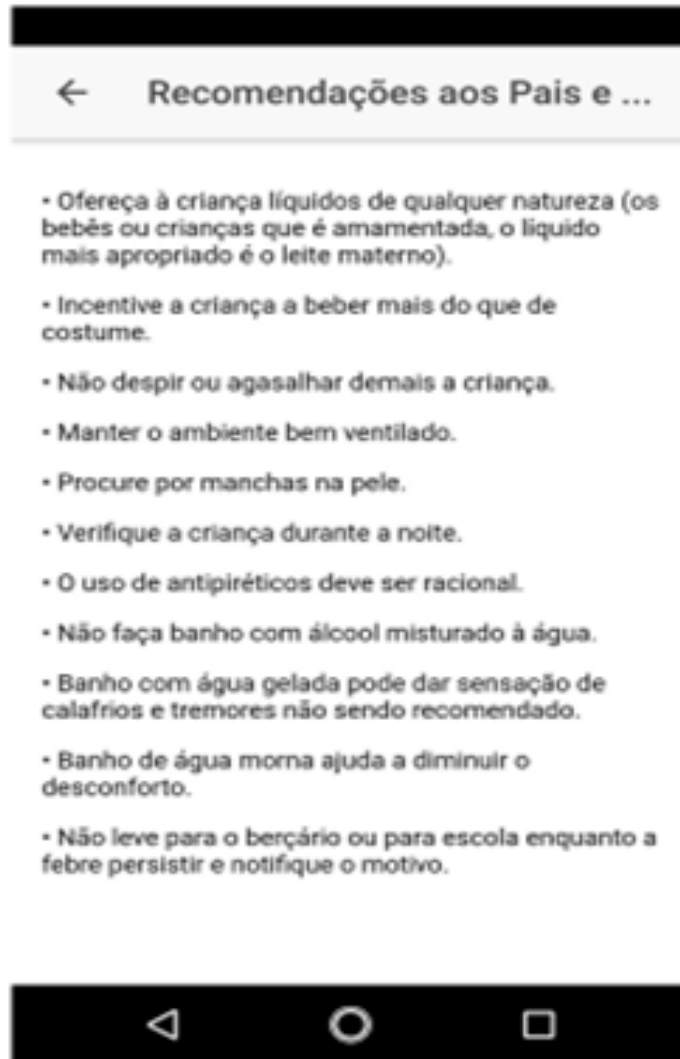 Recomendações aos Pais e ...
• Ofereça à criança líquidos de qualquer natureza (os
bebês ou crianças que é amamentada, o líquido
mais apropriado é o leite materno).
• Incentive a criança a beber mais do que de
costume.
• Não despir ou agasalhar demais a criança.
• Manter o ambiente bem ventilado.
• Procure por manchas na pele.
• Verifique a criança durante a noite.
• O uso de antipiréticos deve ser racional.
• Não faça banho com álcool misturado à água.
• Banho com água gelada pode dar sensação de
calafrios e tremores não sendo recomendado.
• Banho de água morna ajuda a diminuir o
desconforto.
• Não leve para o berçário ou para escola enquanto a
febre persistir e notifique o motivo.